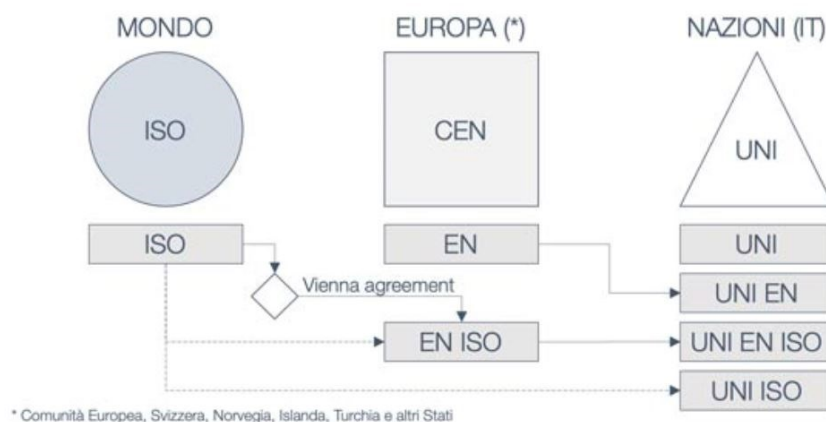 MONDO EUROPA (*) NAZIONI (IT)
ISO CEN UNI
ISO EN UNI
Vienna agreement
UNI EN
EN ISO UNI EN ISO
UNI ISO
* Comunità Europea, Svizzera, Norvegia, Islanda, Turchia e altri Stati